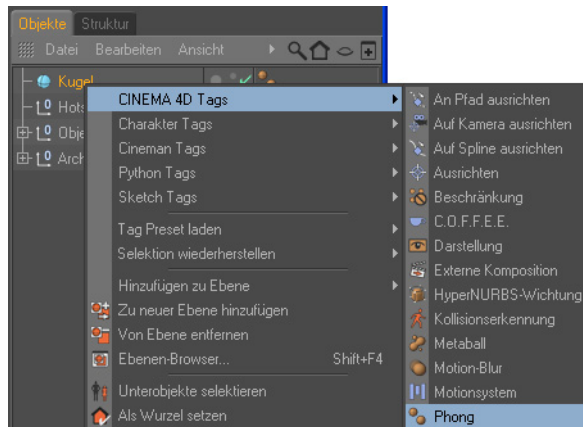 Objekte Struktur
Datei Bearbeiten Ansicht
Kugel
Hots
Obje
Arch
CINEMA 4D Tags
Charakter Tags
Cineman Tags
Python Tags
Sketch Tags
Tag Preset laden
Selektion wiederherstellen
Hinzufügen zu Ebene
Zu neuer Ebene hinzufügen
Von Ebene entfernen
Ebenen-Browser... Shift+F4
Unterobjekte selektieren
Als Wurzel setzen
An Pfad ausrichten
Auf Kamera ausrichten
Auf Spline ausrichten
Ausrichten
Beschränkung
C.O.F.F.E.E.
Darstellung
Externe Komposition
HyperNURBS-Wichtung
Kollisionserkennung
Metaball
Motion-Blur
Motionsystem
Phong